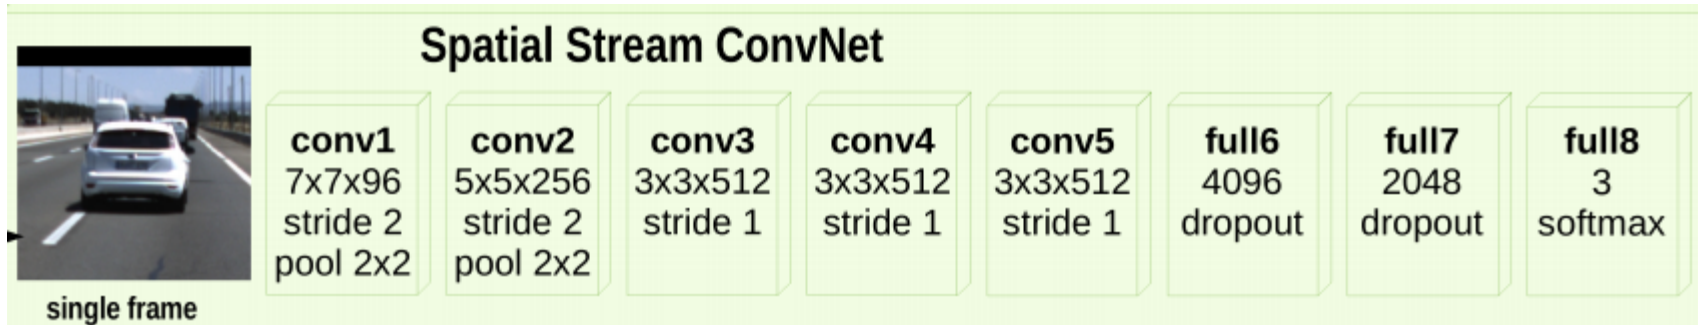 Spatial Stream ConvNet
single frame
conv1
7x7x96
stride 2
pool 2x2
conv2
5x5x256
stride 2
pool 2x2
conv3
3x3x512
stride 1
conv4
3x3x512
stride 1
conv5
3x3x512
stride 1
full6
4096
dropout
full7
2048
dropout
full8
3
softmax